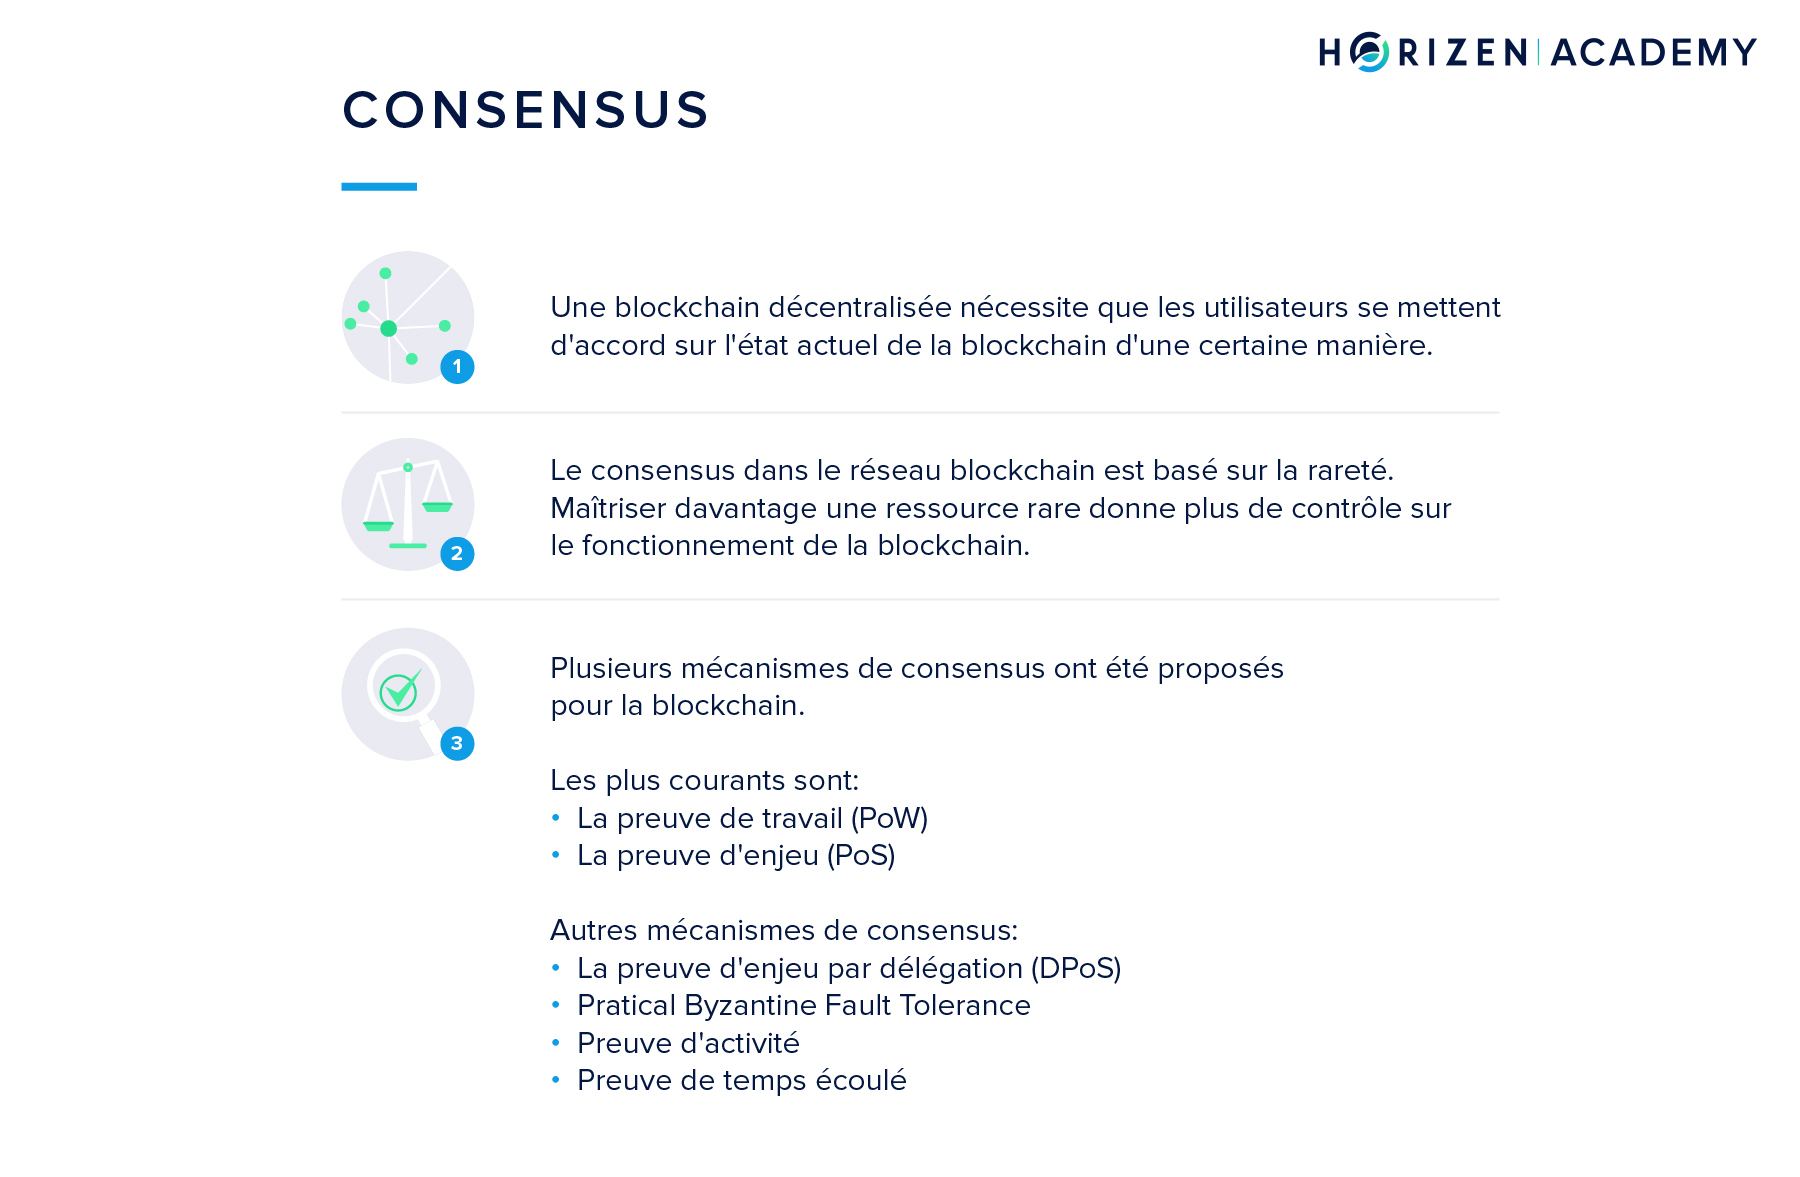 HORIZEN | ACADEMY
CONSENSUS
1
Une blockchain décentralisée nécessite que les utilisateurs se mettent
d'accord sur l'état actuel de la blockchain d'une certaine manière.
2
Le consensus dans le réseau blockchain est basé sur la rareté.
Maîtriser davantage une ressource rare donne plus de contrôle sur
le fonctionnement de la blockchain.
3
Plusieurs mécanismes de consensus ont été proposés
pour la blockchain.
Les plus courants sont:
• La preuve de travail (PoW)
• La preuve d'enjeu (PoS)
Autres mécanismes de consensus:
• La preuve d'enjeu par délégation (DPoS)
• Pratical Byzantine Fault Tolerance
• Preuve d'activité
• Preuve de temps écoulé